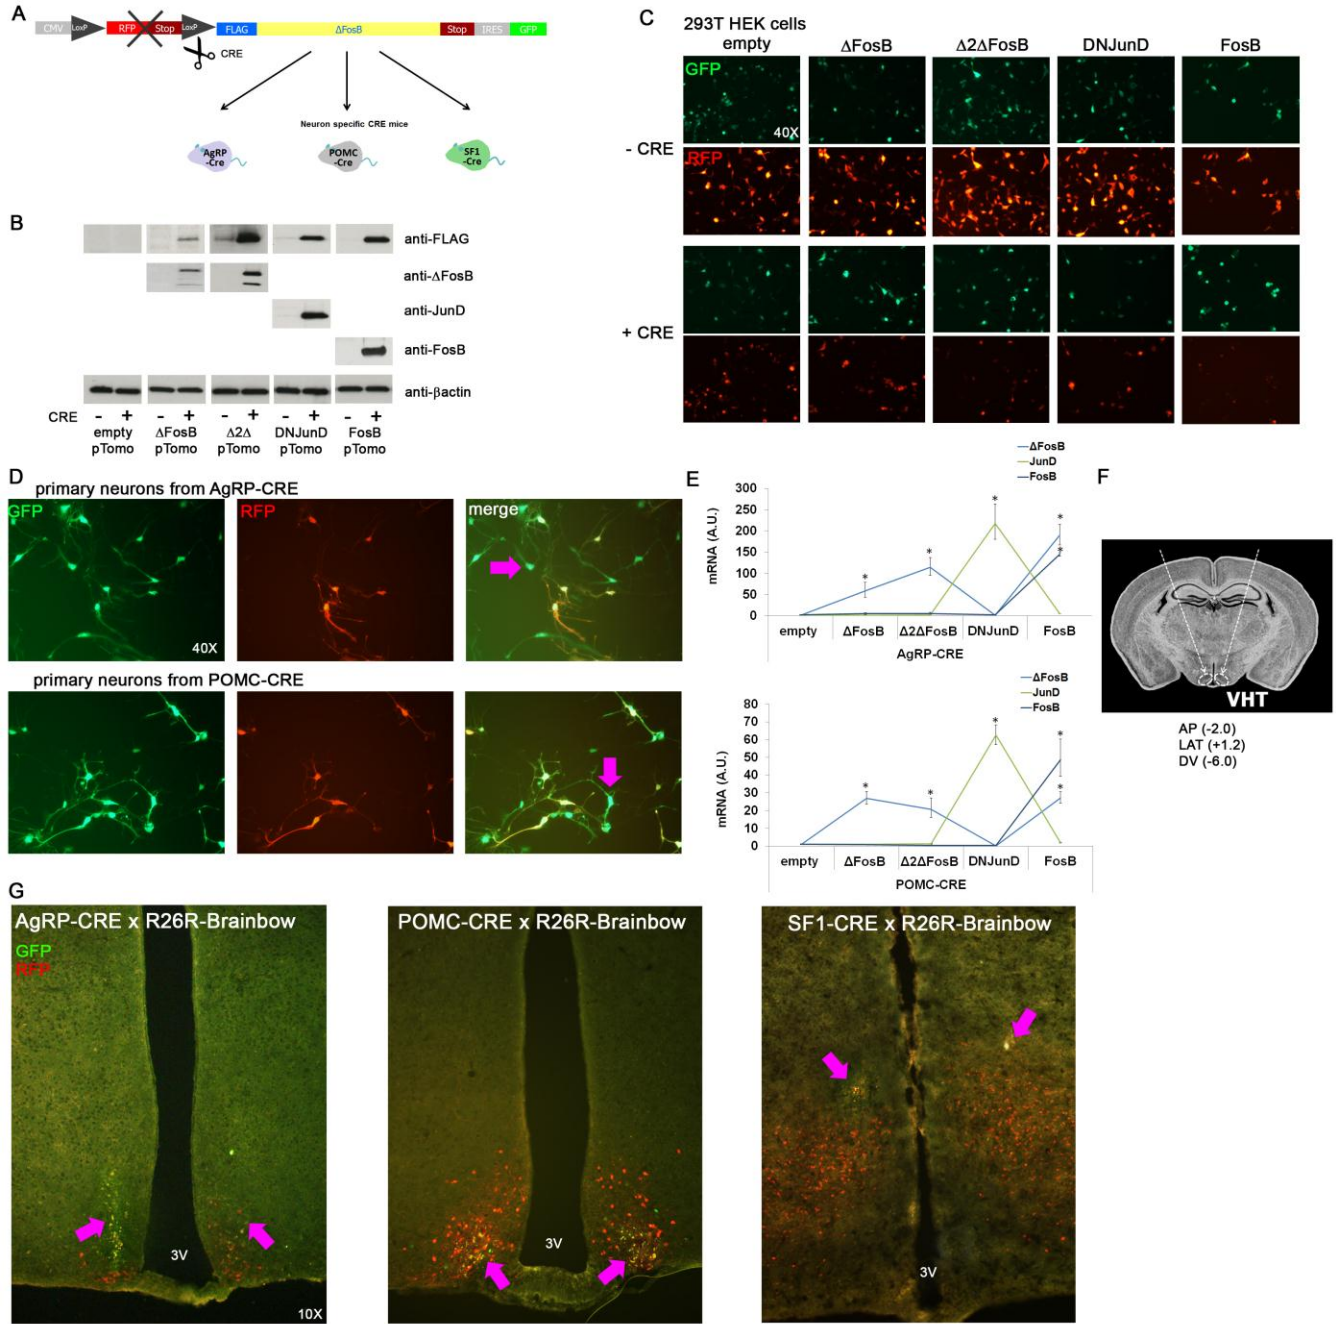 A
CMV LoxP RFP Stop LoxP FLAG ΔFosB Stop IRES GFP
CRE
Neuron specific CRE mice
AgRP
-Cre
POMC
-Cre
SF1
-Cre
B
anti-FLAG
anti-ΔFosB
anti-JunD
anti-FosB
anti-βactin
CRE - + - + - + - + - +
empty ΔFosB Δ2Δ DNJunD FosB
pTomo pTomo pTomo pTomo pTomo
C
293T HEK cells
empty ΔFosB Δ2ΔFosB DNJunD FosB
GFP
40X
- CRE
RFP
+ CRE
D
primary neurons from AgRP-CRE
GFP RFP merge
40X
primary neurons from POMC-CRE
E
ΔFosB
JunD
FosB
mRNA (A.U.)
300
250
200
150
100
50
0
* * * * *
empty ΔFosB Δ2ΔFosB DNJunD FosB
AgRP-CRE
ΔFosB
JunD
FosB
mRNA (A.U.)
80
70
60
50
40
30
20
10
0
* * * * *
empty ΔFosB Δ2ΔFosB DNJunD FosB
POMC-CRE
F
VHT
AP (-2.0)
LAT (+1.2)
DV (-6.0)
G
AgRP-CRE x R26R-Brainbow
GFP
RFP
3V
10X
POMC-CRE x R26R-Brainbow
3V
SF1-CRE x R26R-Brainbow
3V